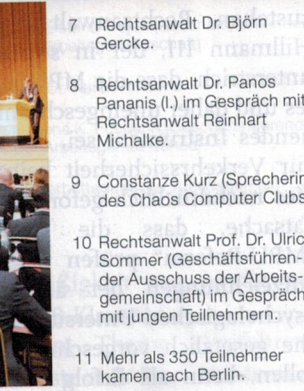 7 Rechtsanwalt Dr. Björn
Gercke.
8 Rechtsanwalt Dr. Panos
Pananis (l.) im Gespräch mit
Rechtsanwalt Reinhart
Michalke.
9 Constanze Kurz (Sprecherin
des Chaos Computer Clubs
10 Rechtsanwalt Prof. Dr. Ulric
Sommer (Geschäftsführen-
der Ausschuss der Arbeits-
gemeinschaft) im Gespräch
mit jungen Teilnehmern.
11 Mehr als 350 Teilnehmer
kamen nach Berlin.